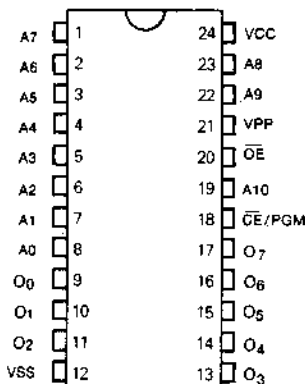 A7 1 24 VCC
A6 2 23 A8
A5 3 22 A9
A4 4 21 VPP
A3 5 20 O̅E̅
A2 6 19 A10
A1 7 18 C̅E̅/PGM
A0 8 17 O7
O0 9 16 O6
O1 10 15 O5
O2 11 14 O4
VSS 12 13 O3